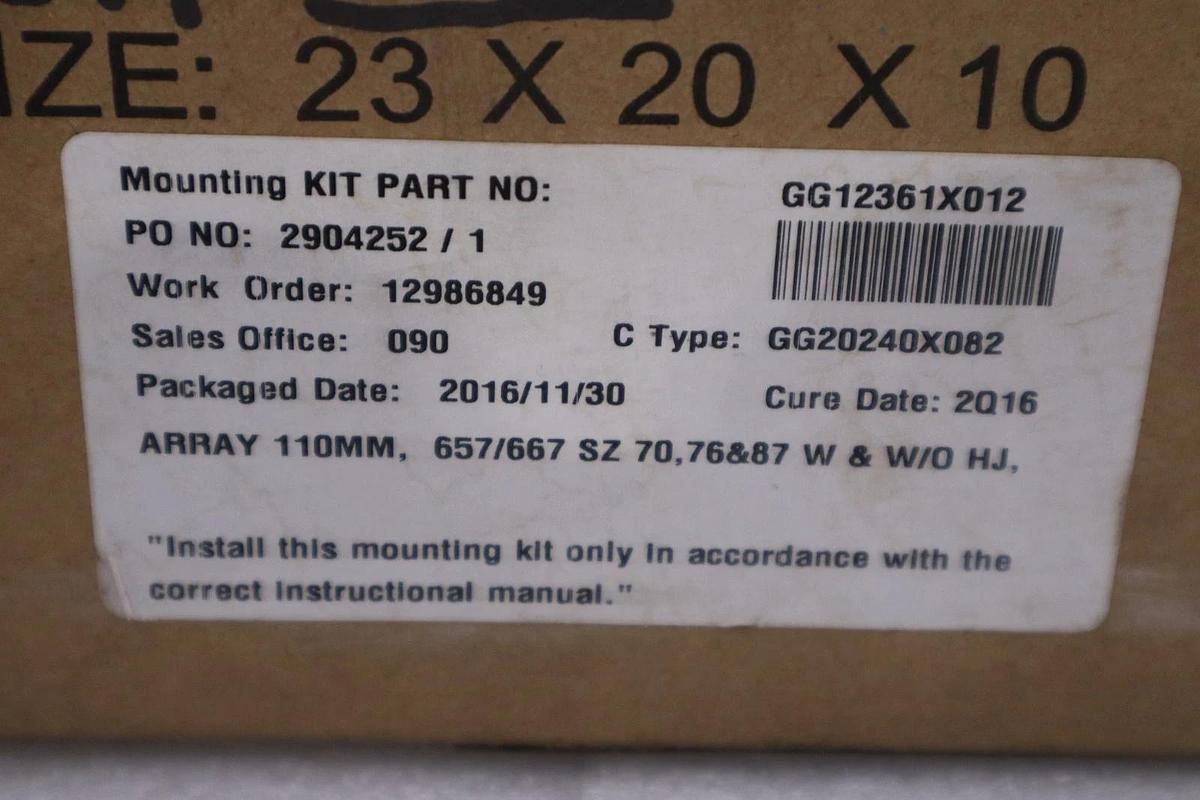 IZE: 23 X 20 X 10
Mounting KIT PART NO: GG12361X012
PO NO: 2904252 / 1
Work Order: 12986849
Sales Office: 090 C Type: GG20240X082
Packaged Date: 2016/11/30 Cure Date: 2Q16
ARRAY 110MM, 657/667 SZ 70,76&87 W & W/O HJ,
"Install this mounting kit only in accordance with the
correct instructional manual."